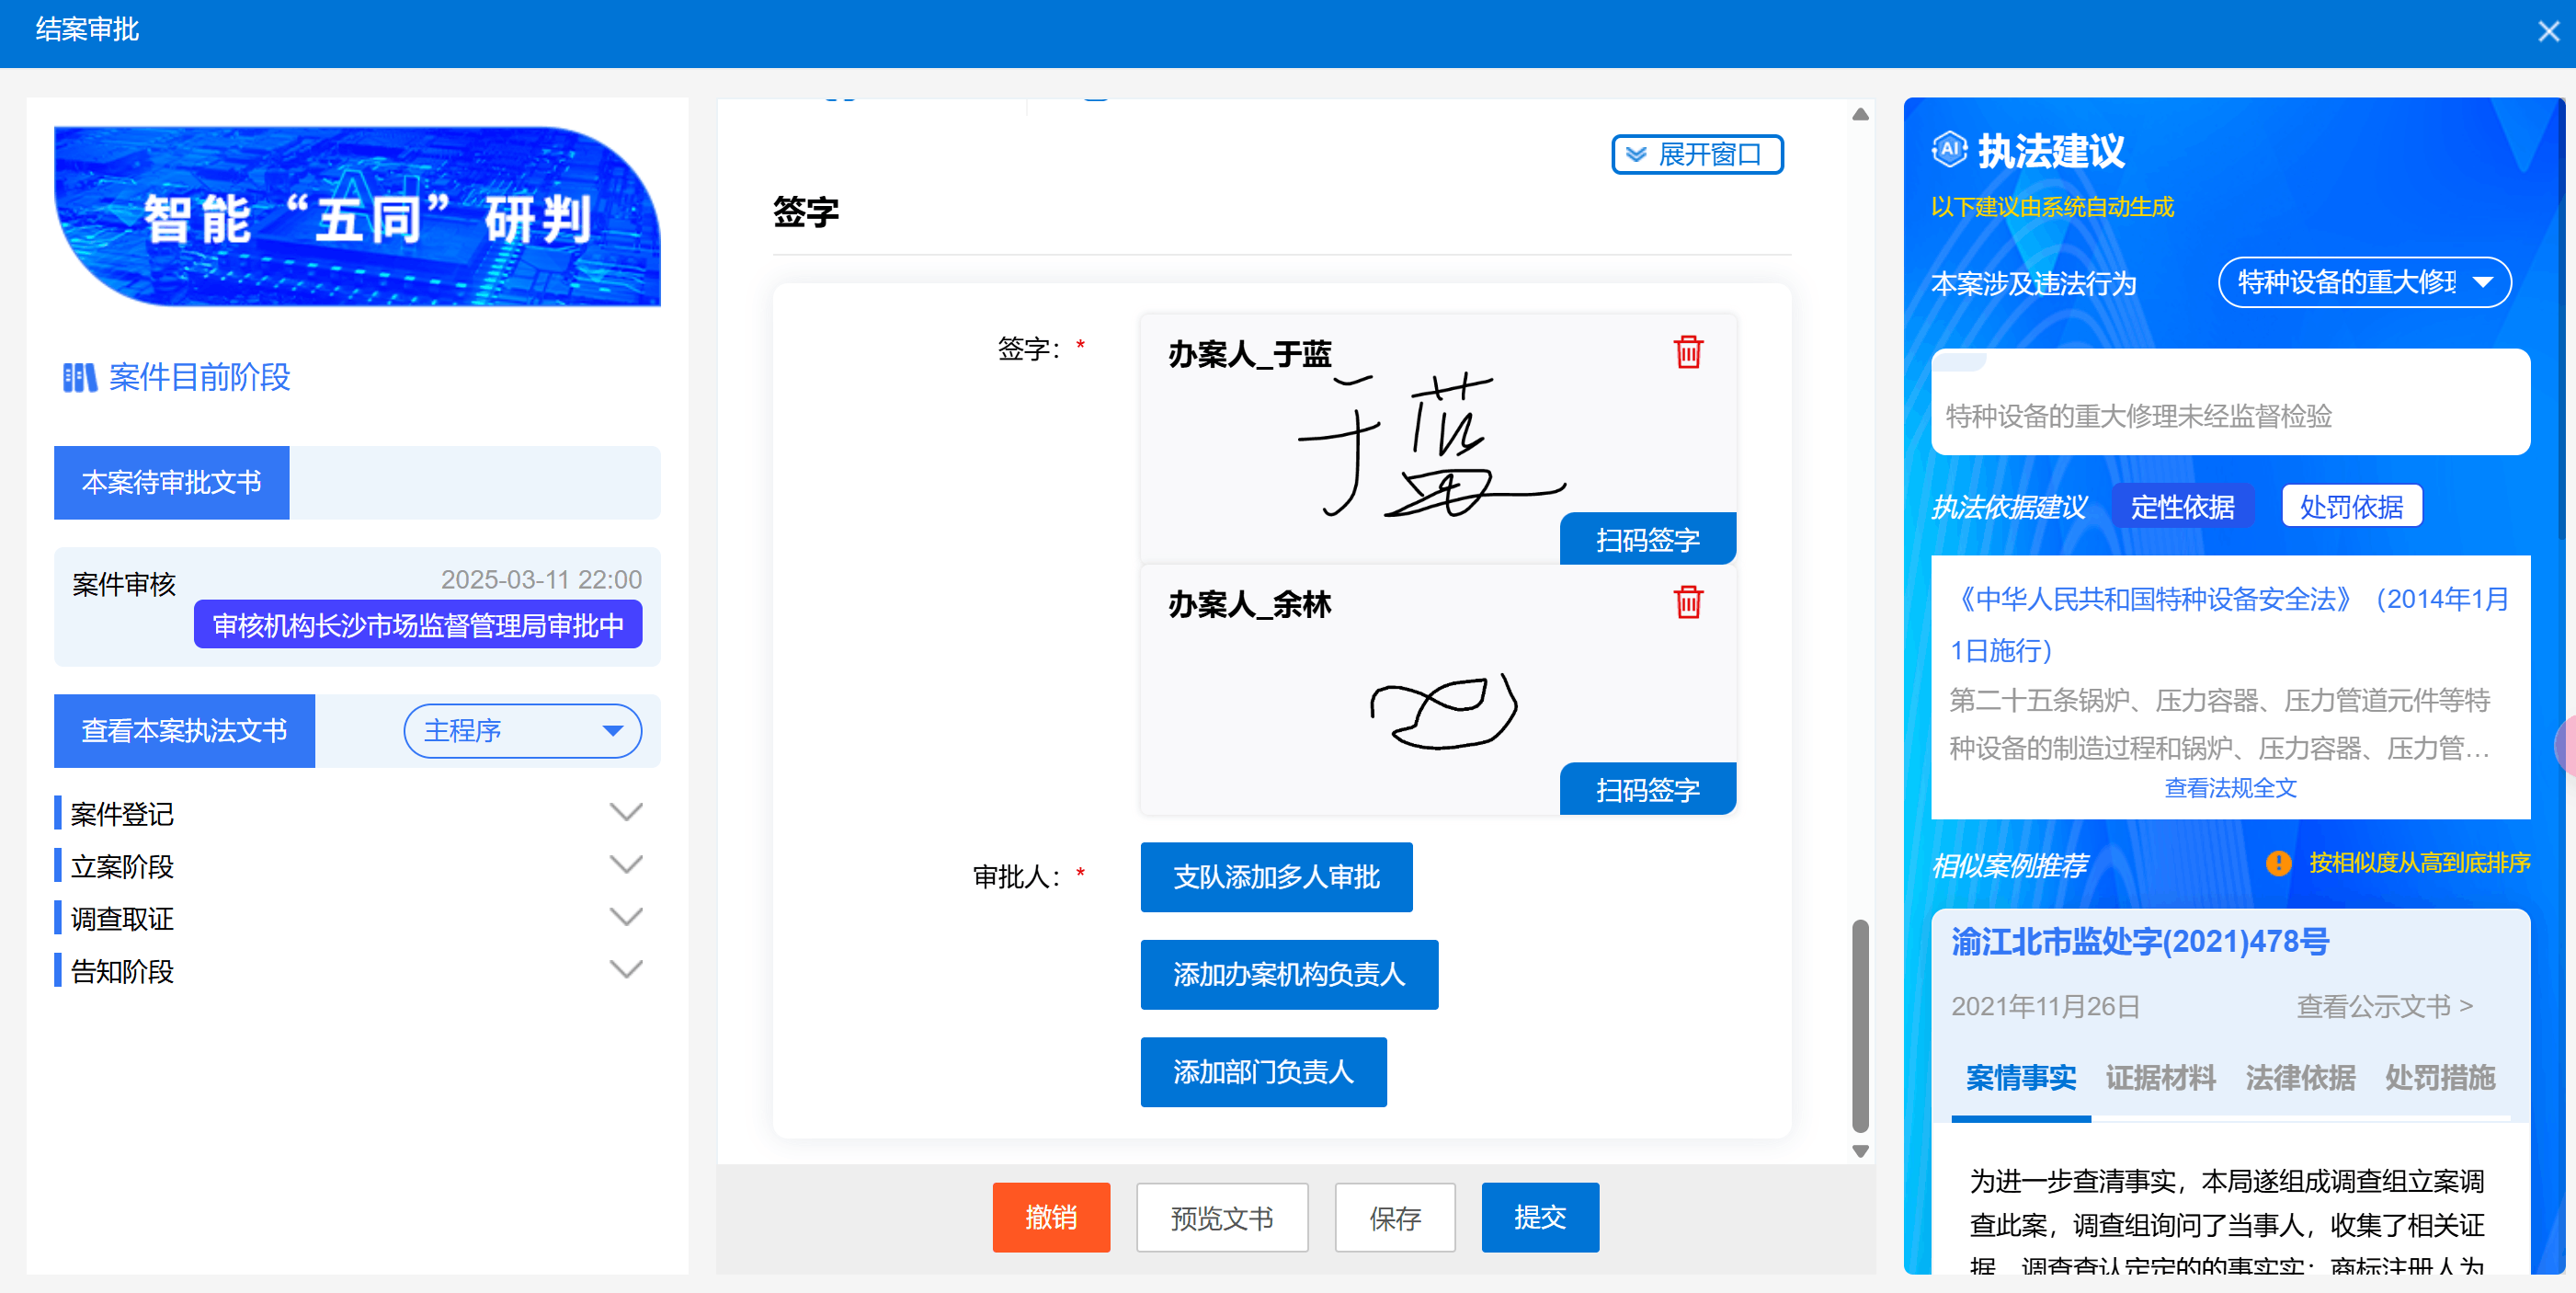 结案审批
智能“五同”研判
案件目前阶段
本案待审批文书
案件审核
2025-03-11 22:00
审核机构长沙市场监督管理局审批中
查看本案执法文书
主程序
案件登记
立案阶段
调查取证
告知阶段
展开窗口
签字
签字：*
办案人_于蓝
于蓝
扫码签字
办案人_余林
扫码签字
审批人：*
支队添加多人审批
添加办案机构负责人
添加部门负责人
撤销
预览文书
保存
提交
AI 执法建议
以下建议由系统自动生成
本案涉及违法行为
特种设备的重大修理
特种设备的重大修理未经监督检验
执法依据建议
定性依据
处罚依据
《中华人民共和国特种设备安全法》（2014年1月
1日施行）
第二十五条锅炉、压力容器、压力管道元件等特
种设备的制造过程和锅炉、压力容器、压力管…
查看法规全文
相似案例推荐
按相似度从高到底排序
渝江北市监处字(2021)478号
2021年11月26日
查看公示文书 >
案情事实
证据材料
法律依据
处罚措施
为进一步查清事实，本局遂组成调查组立案调
查此案，调查组询问了当事人，收集了相关证
据，调查查认定定的的事实实：商标注册人为